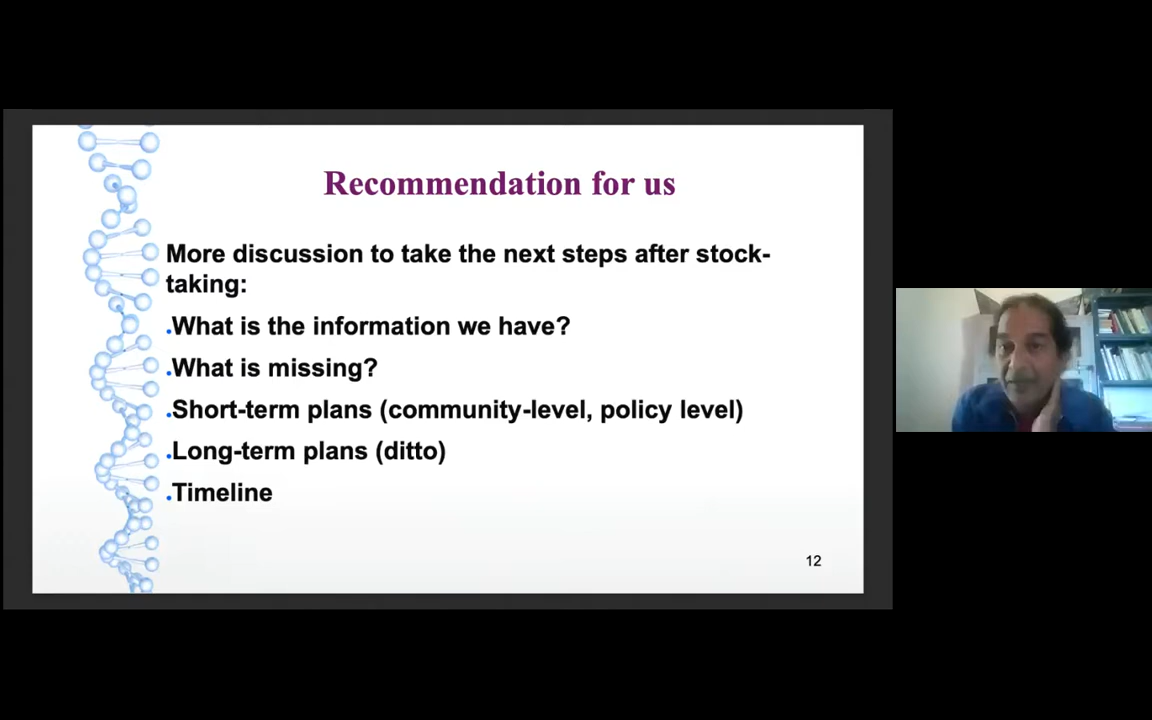 Recommendation for us
More discussion to take the next steps after stock-
taking:
.What is the information we have?
.What is missing?
.Short-term plans (community-level, policy level)
.Long-term plans (ditto)
.Timeline
12